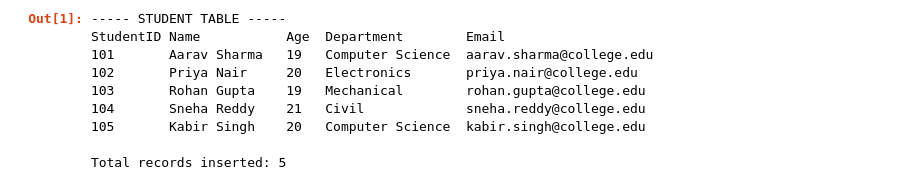 Out[1]: ----- STUDENT TABLE -----
StudentID Name           Age  Department        Email
101       Aarav Sharma   19   Computer Science  aarav.sharma@college.edu
102       Priya Nair     20   Electronics       priya.nair@college.edu
103       Rohan Gupta    19   Mechanical        rohan.gupta@college.edu
104       Sneha Reddy    21   Civil             sneha.reddy@college.edu
105       Kabir Singh    20   Computer Science  kabir.singh@college.edu
Total records inserted: 5